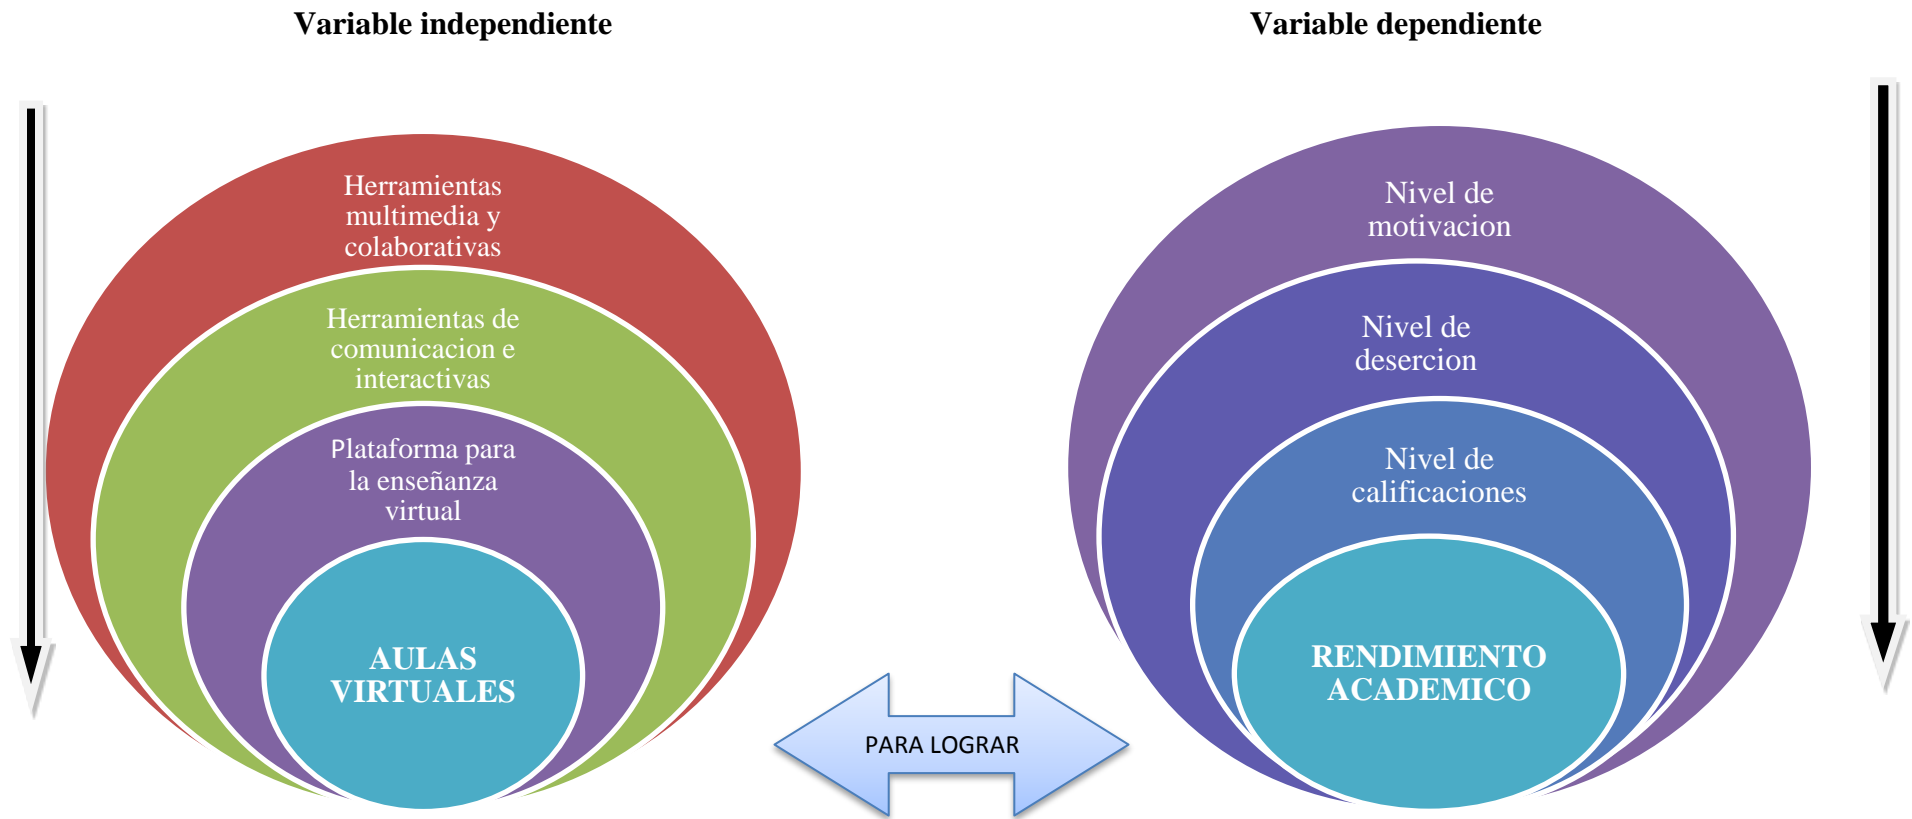 Variable independiente
Herramientas
multimedia y
colaborativas
Herramientas de
comunicacion e
interactivas
Plataforma para
la enseñanza
virtual
AULAS
VIRTUALES
PARA LOGRAR
Variable dependiente
Nivel de
motivacion
Nivel de
desercion
Nivel de
calificaciones
RENDIMIENTO
ACADEMICO